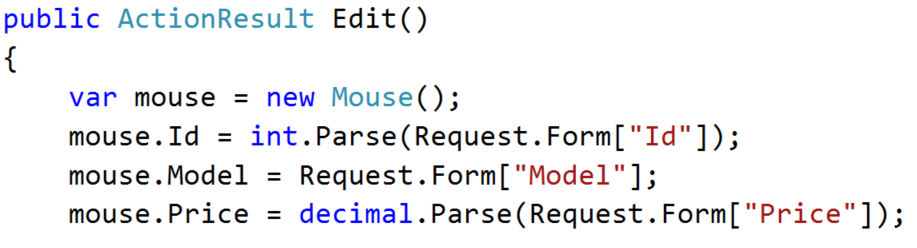 public ActionResult Edit()
{
    var mouse = new Mouse();
    mouse.Id = int.Parse(Request.Form["Id"]);
    mouse.Model = Request.Form["Model"];
    mouse.Price = decimal.Parse(Request.Form["Price"]);